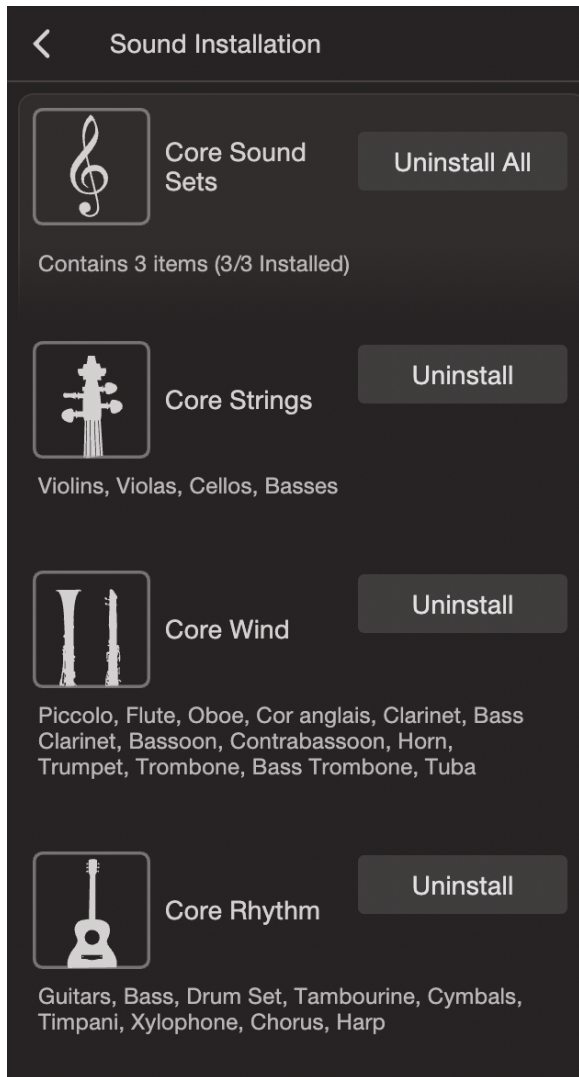 Sound Installation
Core Sound
Sets
Uninstall All
Contains 3 items (3/3 Installed)
Core Strings
Uninstall
Violins, Violas, Cellos, Basses
Core Wind
Uninstall
Piccolo, Flute, Oboe, Cor anglais, Clarinet, Bass
Clarinet, Bassoon, Contrabassoon, Horn,
Trumpet, Trombone, Bass Trombone, Tuba
Core Rhythm
Uninstall
Guitars, Bass, Drum Set, Tambourine, Cymbals,
Timpani, Xylophone, Chorus, Harp